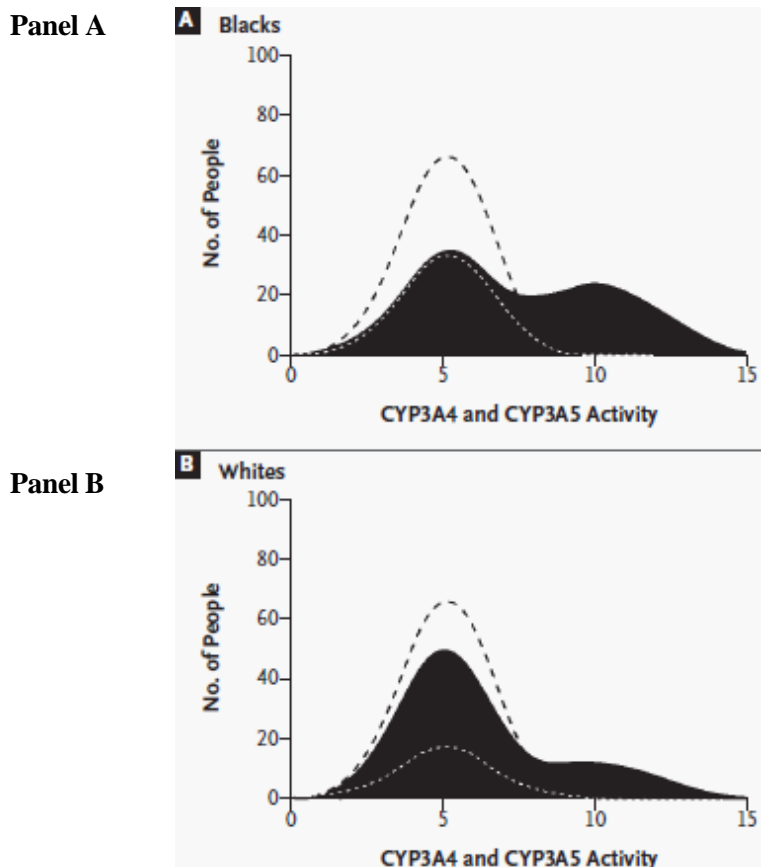 Panel A
A Blacks
100
80
60
40
20
0
No. of People
0 5 10 15
CYP3A4 and CYP3A5 Activity
Panel B
B Whites
100
80
60
40
20
0
No. of People
0 5 10 15
CYP3A4 and CYP3A5 Activity